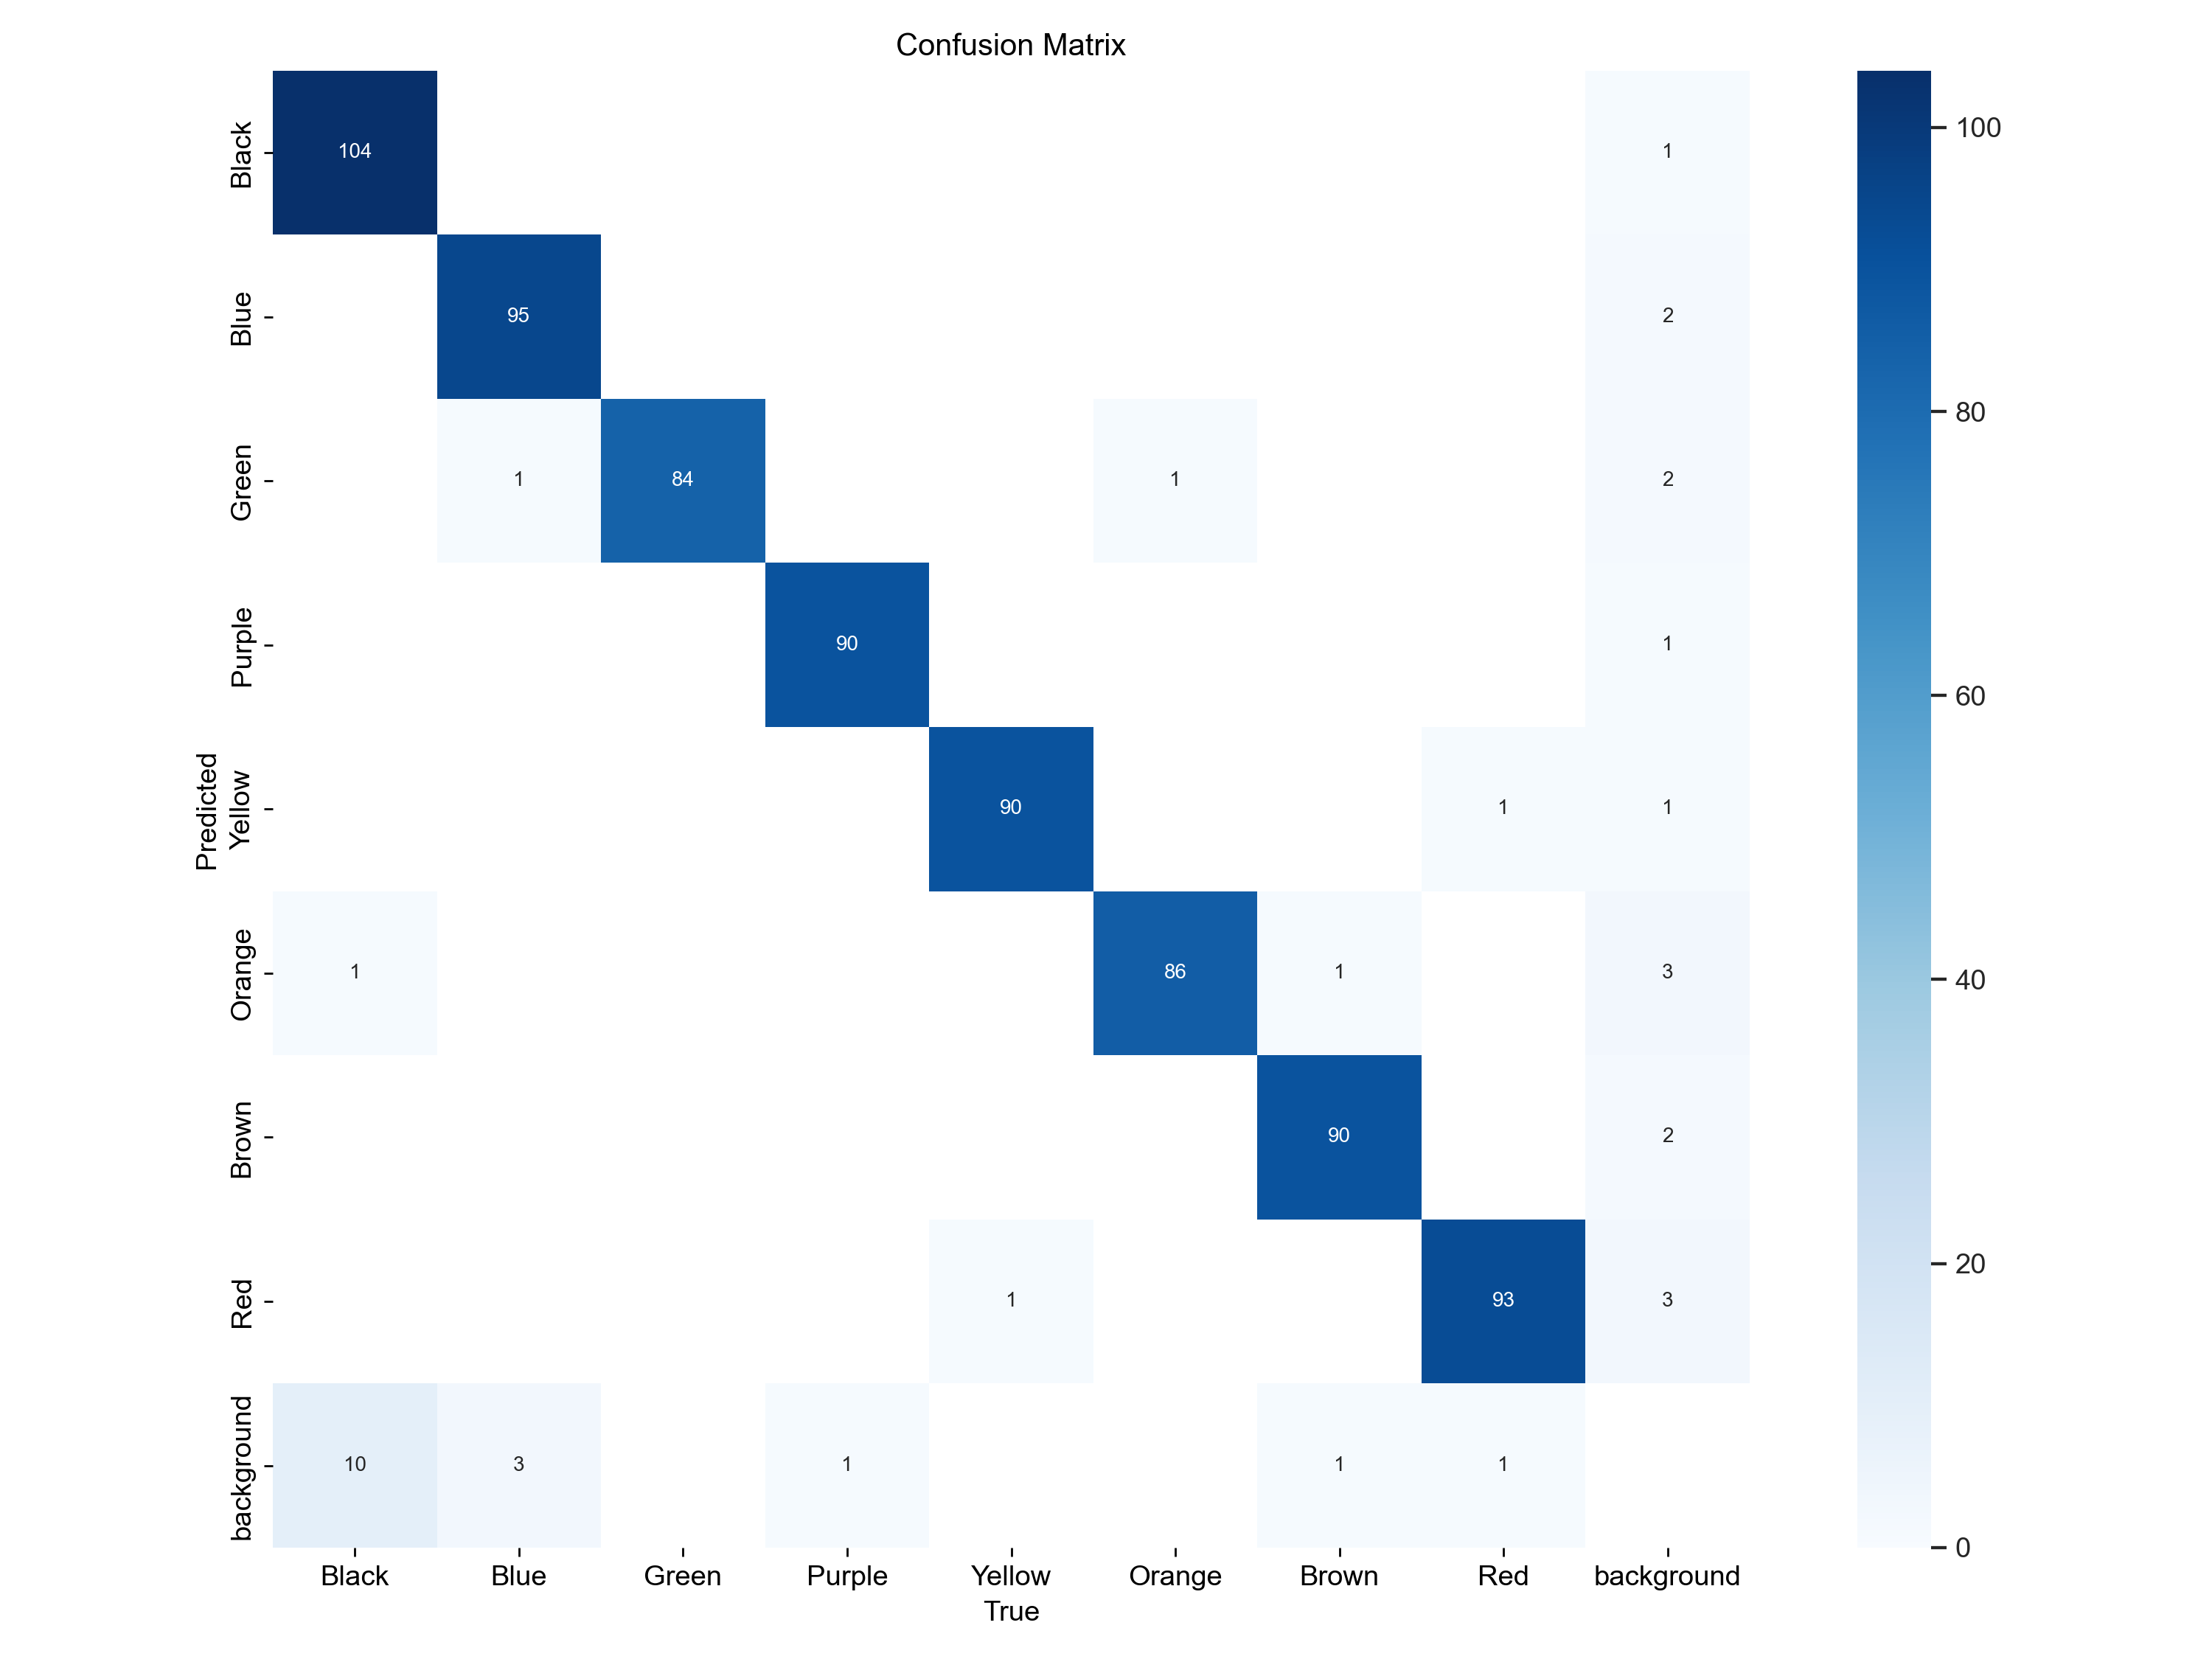 Confusion Matrix
Predicted
Black 104 1
Blue 95 2
Green 1 84 1 2
Purple 90 1
Yellow 90 1 1
Orange 1 86 1 3
Brown 90 2
Red 1 93 3
background 10 3 1 1 1
Black Blue Green Purple Yellow Orange Brown Red background
True
100
80
60
40
20
0